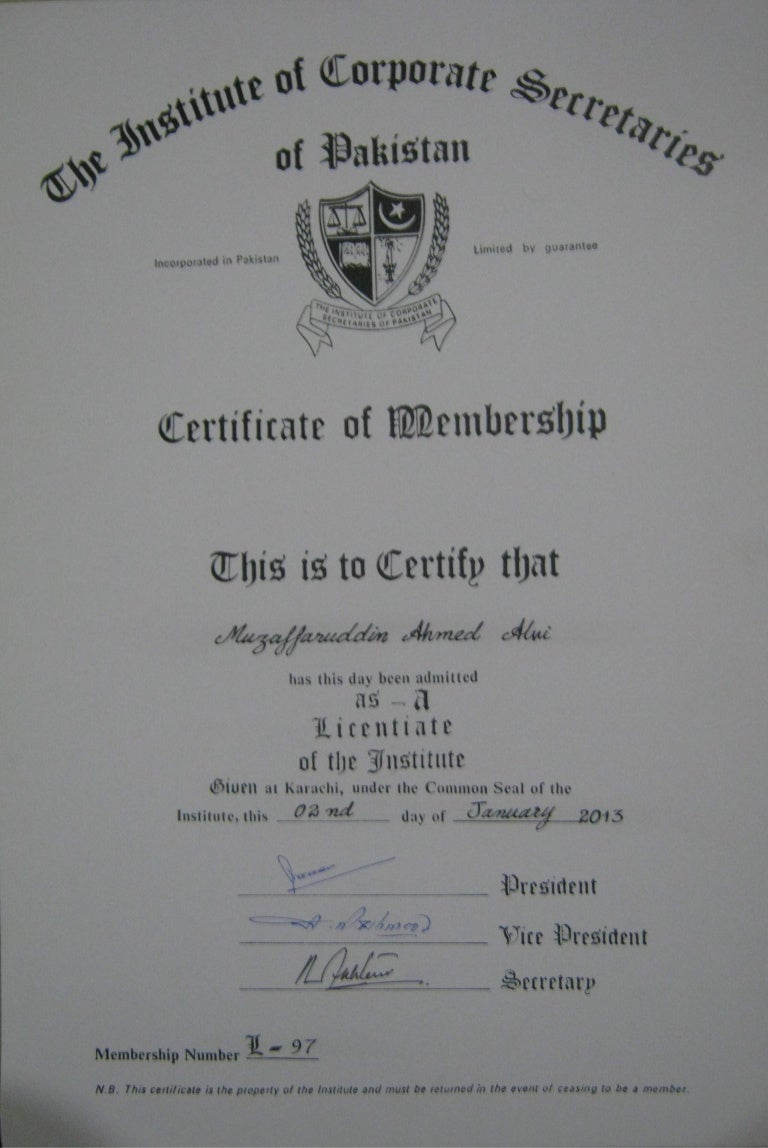 The Institute of Corporate Secretaries
of Pakistan
Incorporated in Pakistan
Limited by guarantee
THE INSTITUTE OF CORPORATE
SECRETARIES OF PAKISTAN
Certificate of Membership
This is to Certify that
Muzaffaruddin Ahmed Alvi
has this day been admitted
as - a
Licentiate
of the Institute
Given at Karachi, under the Common Seal of the
Institute, this 02nd day of January 2013
President
Vice President
Secretary
Membership Number L - 97
N.B. This certificate is the property of the Institute and must be returned in the event of ceasing to be a member.